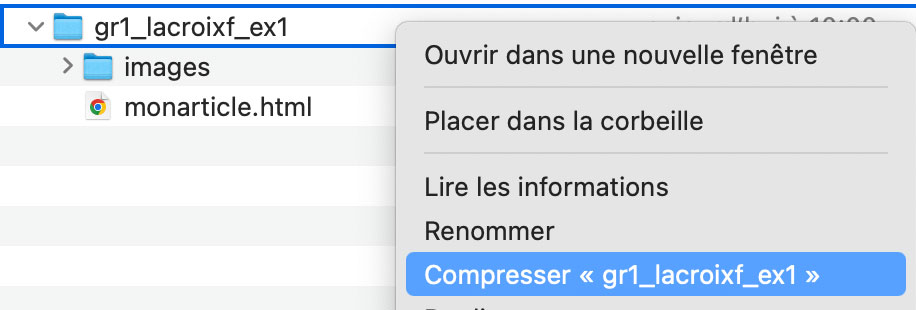 gr1_lacroixf_ex1
Ouvrir dans une nouvelle fenêtre
images
monarticle.html
Placer dans la corbeille
Lire les informations
Renommer
Compresser « gr1_lacroixf_ex1 »